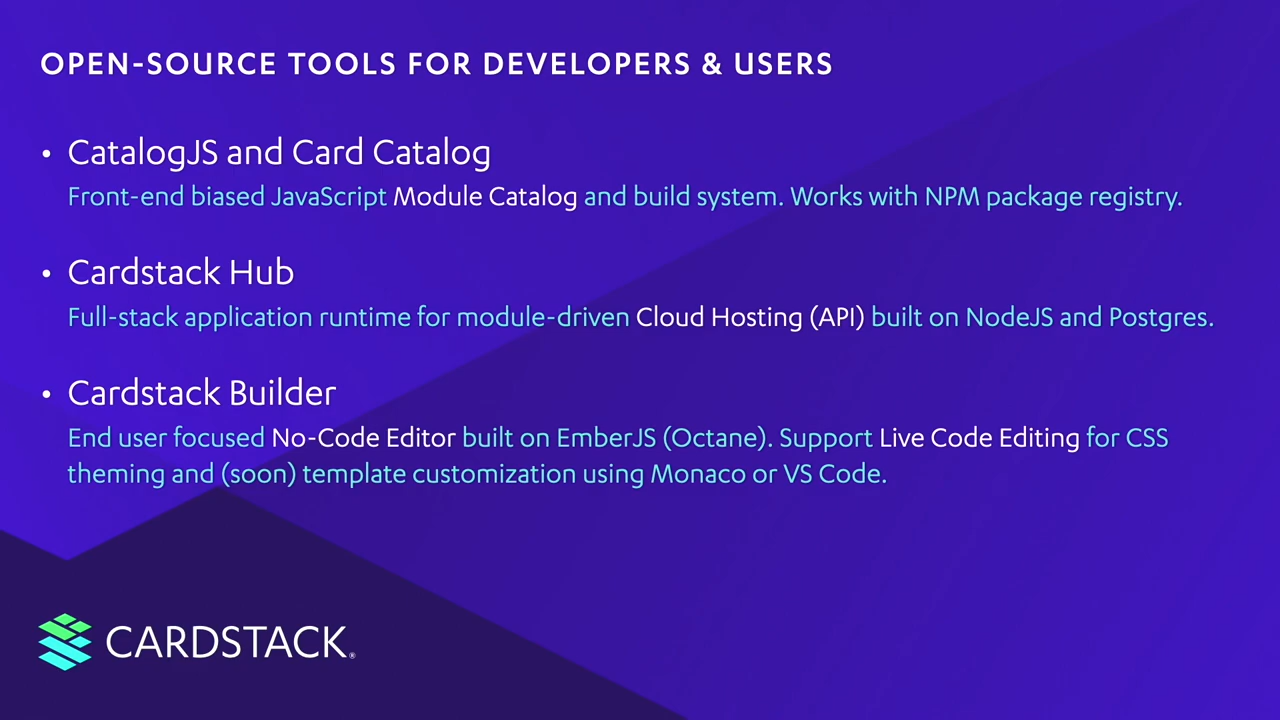 OPEN-SOURCE TOOLS FOR DEVELOPERS & USERS
• CatalogJS and Card Catalog
Front-end biased JavaScript Module Catalog and build system. Works with NPM package registry.
• Cardstack Hub
Full-stack application runtime for module-driven Cloud Hosting (API) built on NodeJS and Postgres.
• Cardstack Builder
End user focused No-Code Editor built on EmberJS (Octane). Support Live Code Editing for CSS
theming and (soon) template customization using Monaco or VS Code.
CARDSTACK®